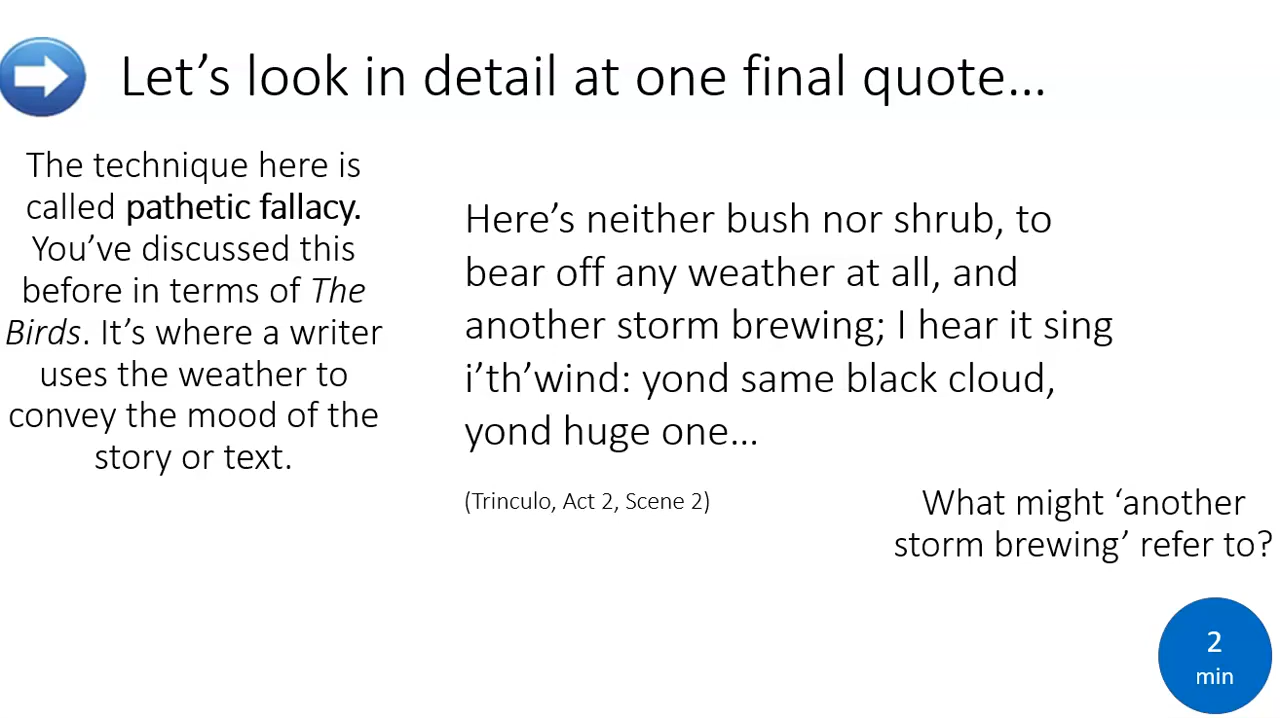 Let’s look in detail at one final quote...
The technique here is
called pathetic fallacy.
You’ve discussed this
before in terms of The
Birds. It’s where a writer
uses the weather to
convey the mood of the
story or text.
Here’s neither bush nor shrub, to
bear off any weather at all, and
another storm brewing; I hear it sing
i’th’wind: yond same black cloud,
yond huge one...
(Trinculo, Act 2, Scene 2)
What might ‘another
storm brewing’ refer to?
2
min